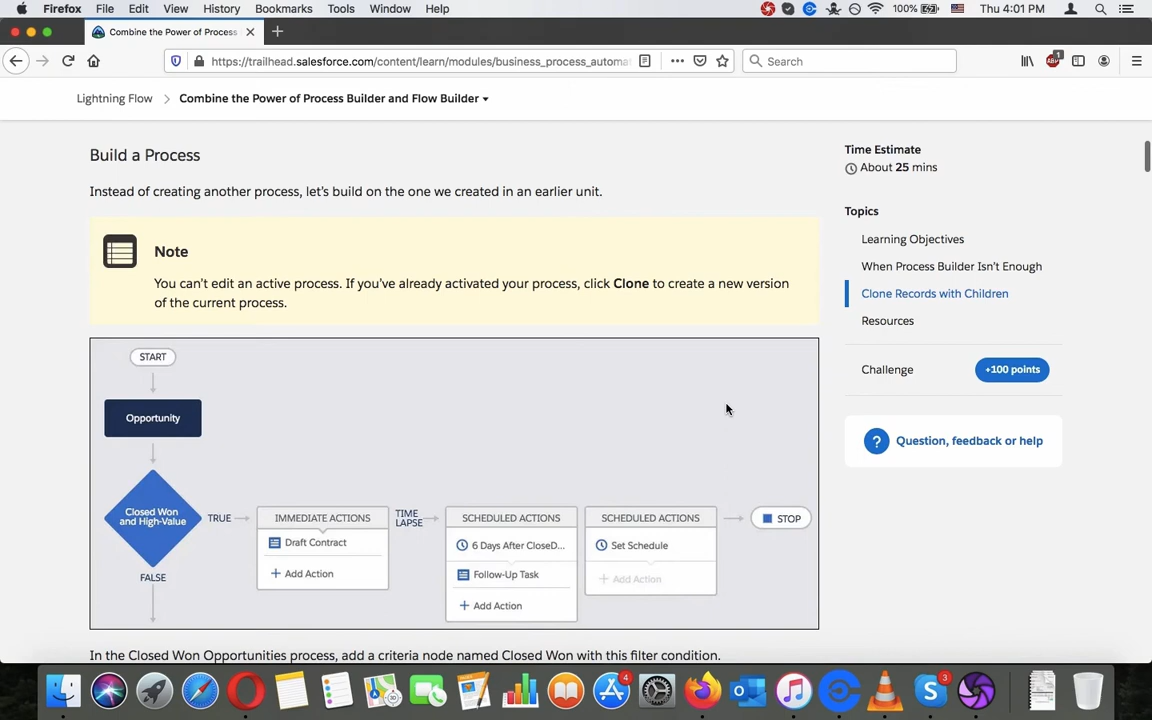 Firefox File Edit View History Bookmarks Tools Window Help 100% Thu 4:01 PM
Combine the Power of Process
https://trailhead.salesforce.com/content/learn/modules/business_process_automa Search
ABP 1
Lightning Flow > Combine the Power of Process Builder and Flow Builder
Build a Process
Instead of creating another process, let's build on the one we created in an earlier unit.
Note
You can't edit an active process. If you've already activated your process, click Clone to create a new version
of the current process.
START
Opportunity
Closed Won
and High-Value
TRUE
FALSE
IMMEDIATE ACTIONS
Draft Contract
+ Add Action
TIME
LAPSE
SCHEDULED ACTIONS
6 Days After CloseD...
Follow-Up Task
+ Add Action
SCHEDULED ACTIONS
Set Schedule
+ Add Action
STOP
In the Closed Won Opportunities process, add a criteria node named Closed Won with this filter condition.
Time Estimate
About 25 mins
Topics
Learning Objectives
When Process Builder Isn't Enough
Clone Records with Children
Resources
Challenge +100 points
? Question, feedback or help
4
3